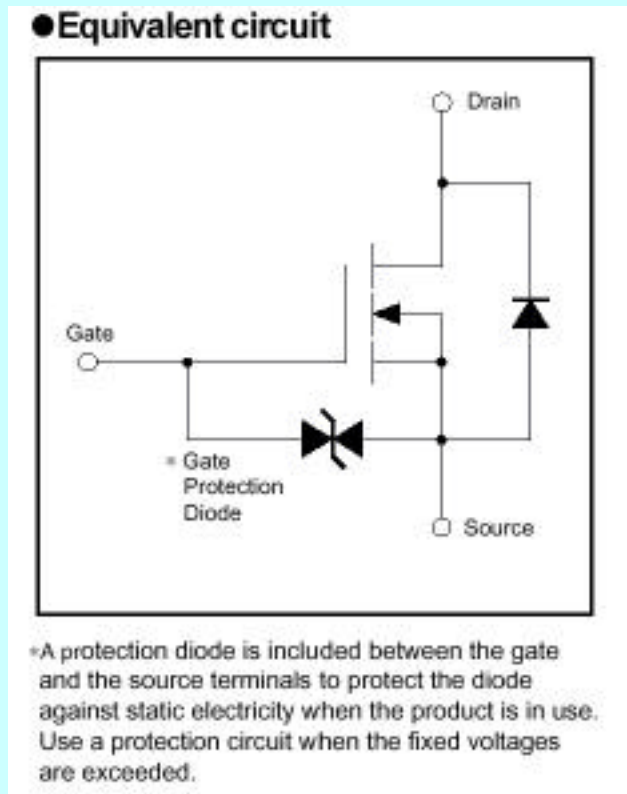 ●Equivalent circuit
Drain
Gate
* Gate
Protection
Diode
Source
*A protection diode is included between the gate
and the source terminals to protect the diode
against static electricity when the product is in use.
Use a protection circuit when the fixed voltages
are exceeded.